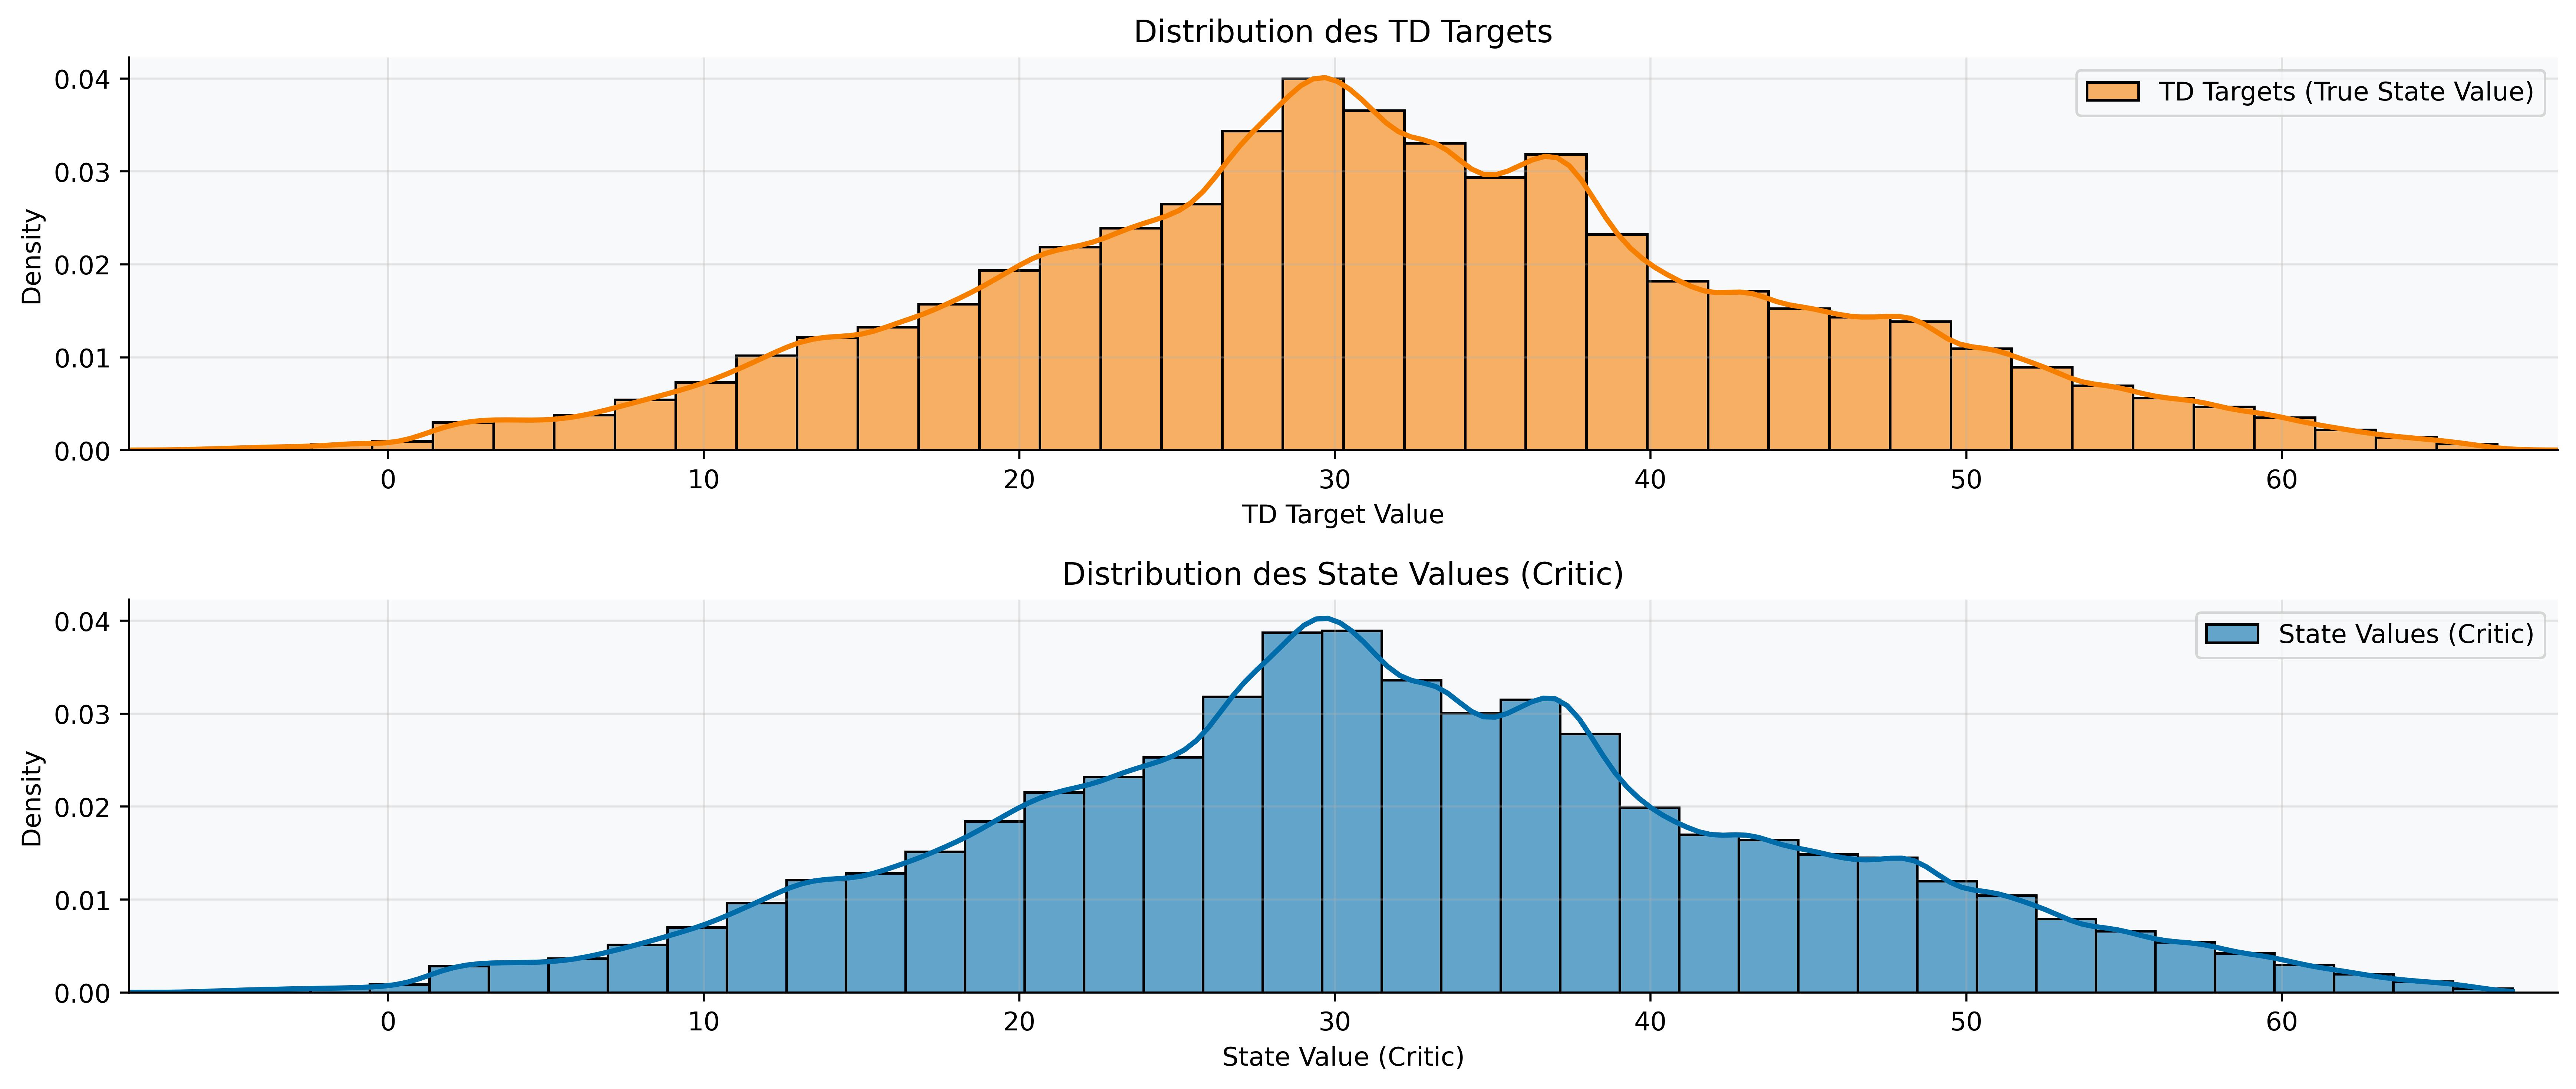 Distribution des TD Targets
TD Targets (True State Value)
Density
0.04
0.03
0.02
0.01
0.00
0 10 20 30 40 50 60
TD Target Value
Distribution des State Values (Critic)
State Values (Critic)
Density
0.04
0.03
0.02
0.01
0.00
0 10 20 30 40 50 60
State Value (Critic)